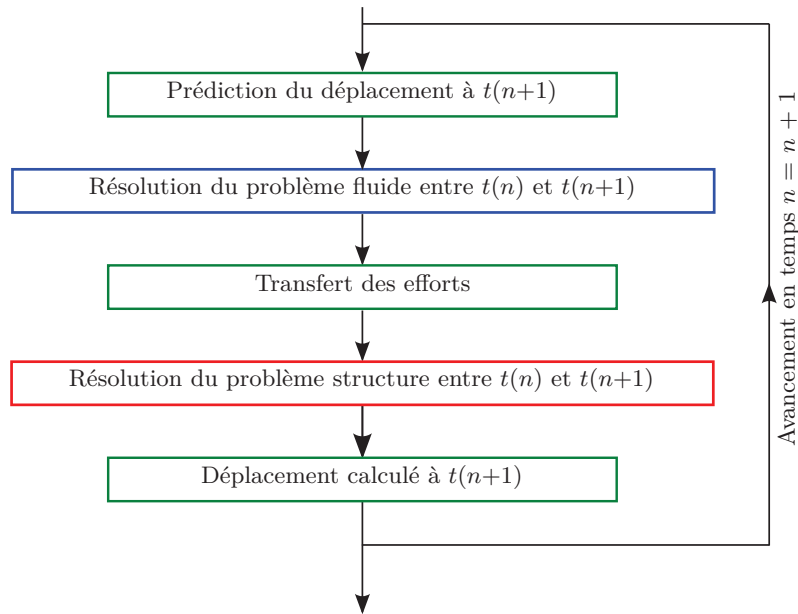 Prédiction du déplacement à t(n+1)
Résolution du problème fluide entre t(n) et t(n+1)
Transfert des efforts
Résolution du problème structure entre t(n) et t(n+1)
Déplacement calculé à t(n+1)
Avancement en temps n = n + 1